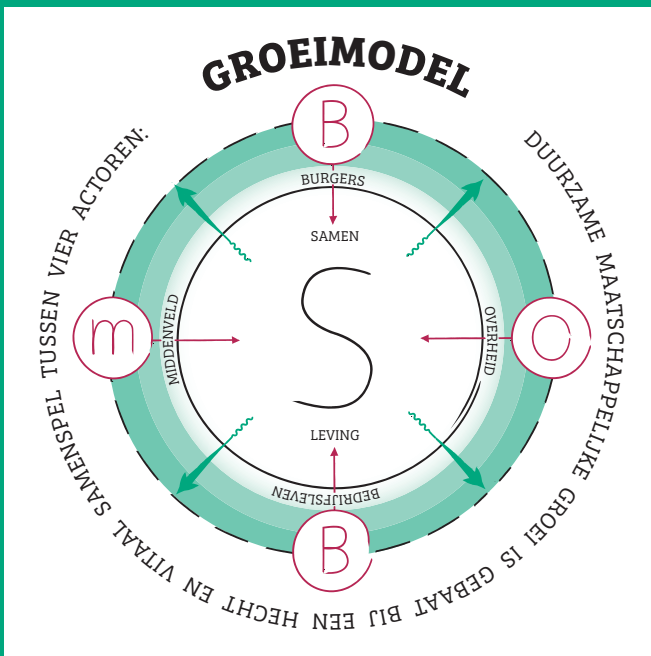 GROEIMODEL
DUURZAME MAATSCHAPPELIJKE GROEI IS GEBAAT BIJ EEN HECHT EN VITAAL SAMENSPEL TUSSEN VIER ACTOREN:
B
BURGERS
SAMEN
m
MIDDENVELD
S
OVERHEID
O
LEVING
BEDRIJFSLEVEN
B